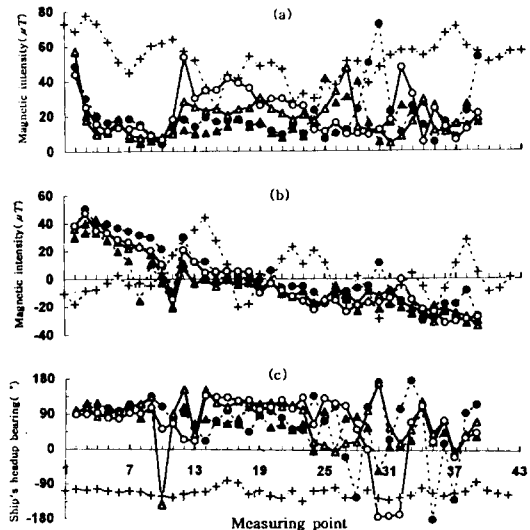 (a)
Magnetic intensity(μT)
80
60
40
20
0
(b)
Magnetic intensity(μT)
60
40
20
0
-20
-40
(c)
Ship's headup bearing(°)
180
90
0
-90
-180
1 7 13 19 25 31 37 43
Measuring point